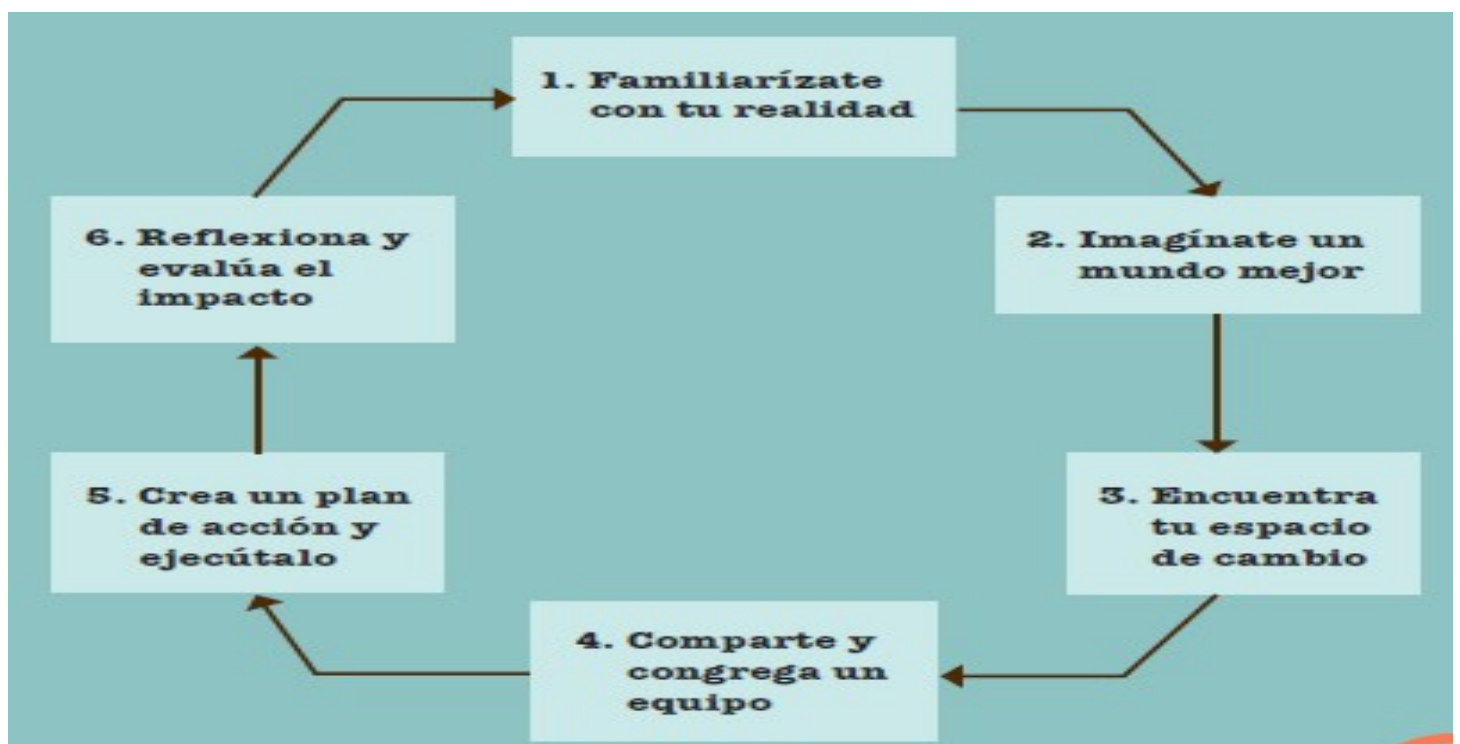 1. Familiarízate
con tu realidad
2. Imagínate un
mundo mejor
3. Encuentra
tu espacio
de cambio
4. Comparte y
congrega un
equipo
5. Crea un plan
de acción y
ejecútalo
6. Reflexiona y
evalúa el
impacto